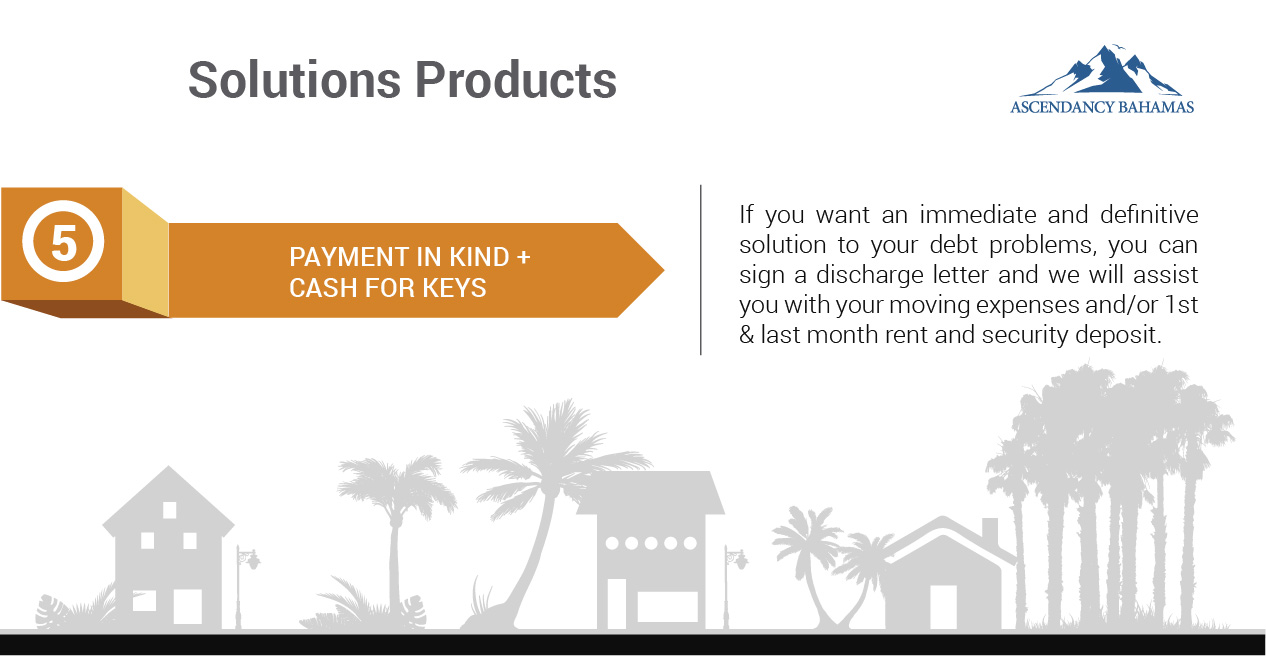 Solutions Products
ASCENDANCY BAHAMAS
5
PAYMENT IN KIND +
CASH FOR KEYS
If you want an immediate and definitive
solution to your debt problems, you can
sign a discharge letter and we will assist
you with your moving expenses and/or 1st
& last month rent and security deposit.